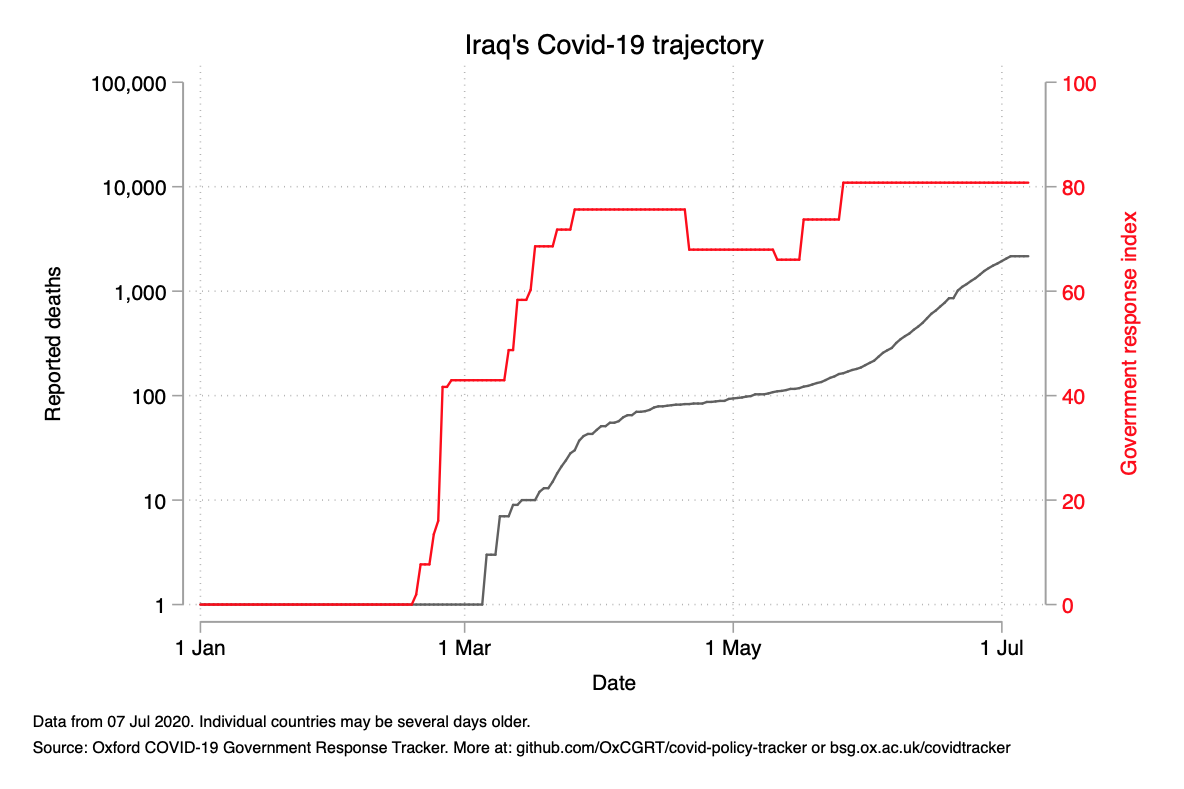 Iraq's Covid-19 trajectory
100,000
10,000
1,000
100
10
1
Reported deaths
100
80
60
40
20
0
Government response index
1 Jan
1 Mar
1 May
1 Jul
Date
Data from 07 Jul 2020. Individual countries may be several days older.
Source: Oxford COVID-19 Government Response Tracker. More at: github.com/OxCGRT/covid-policy-tracker or bsg.ox.ac.uk/covidtracker